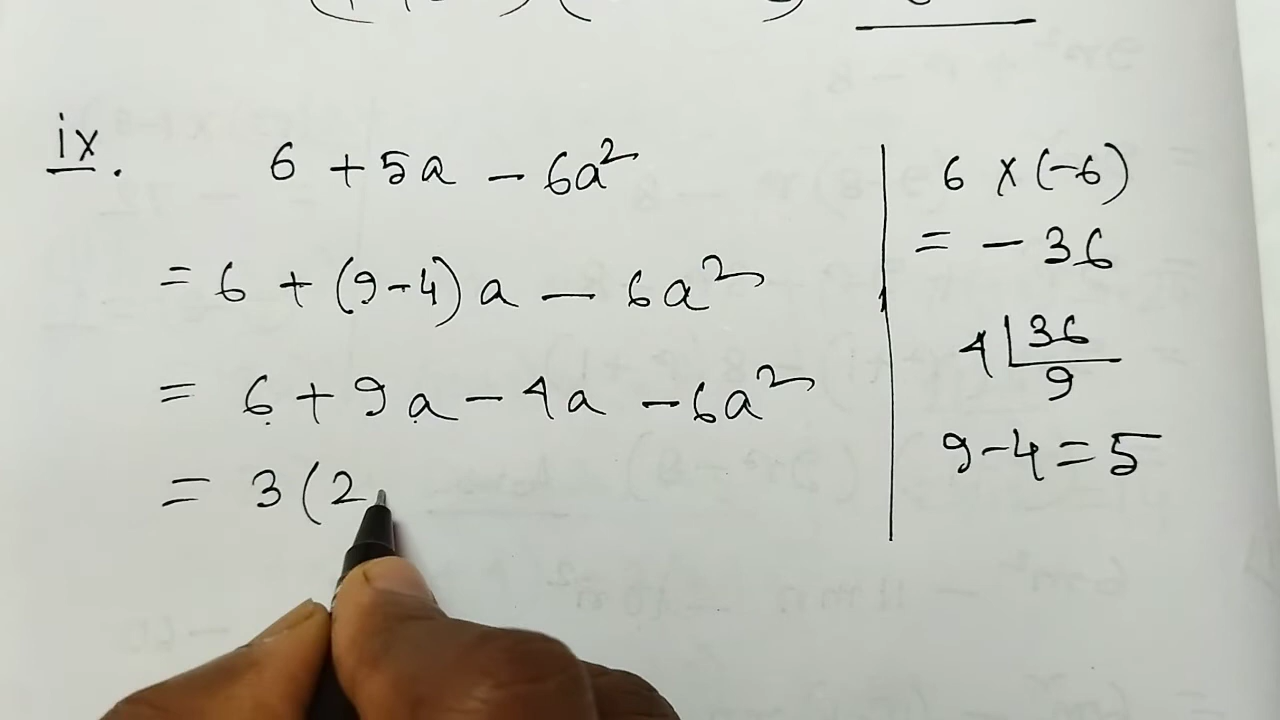 ix. 6 + 5a - 6a²
= 6 + (9-4) a - 6a²
= 6 + 9a - 4a - 6a²
= 3 (2
6 × (-6)
= - 36
4 | 36
9
9 - 4 = 5